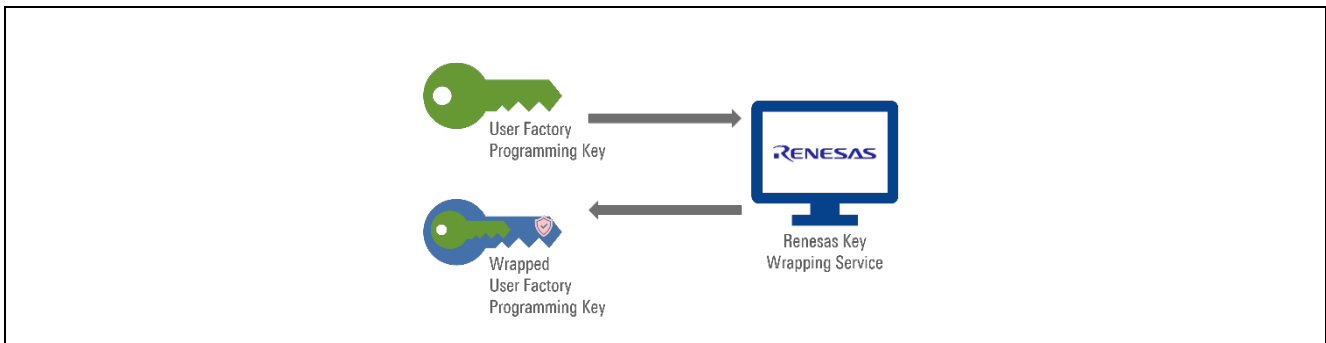 User Factory
Programming Key
RENESAS
Renesas Key
Wrapping Service
Wrapped
User Factory
Programming Key